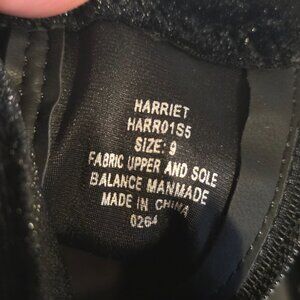 HARRIET
HARR01S5
SIZE: 9
FABRIC UPPER AND SOLE
BALANCE MANMADE
MADE IN CHINA
0264